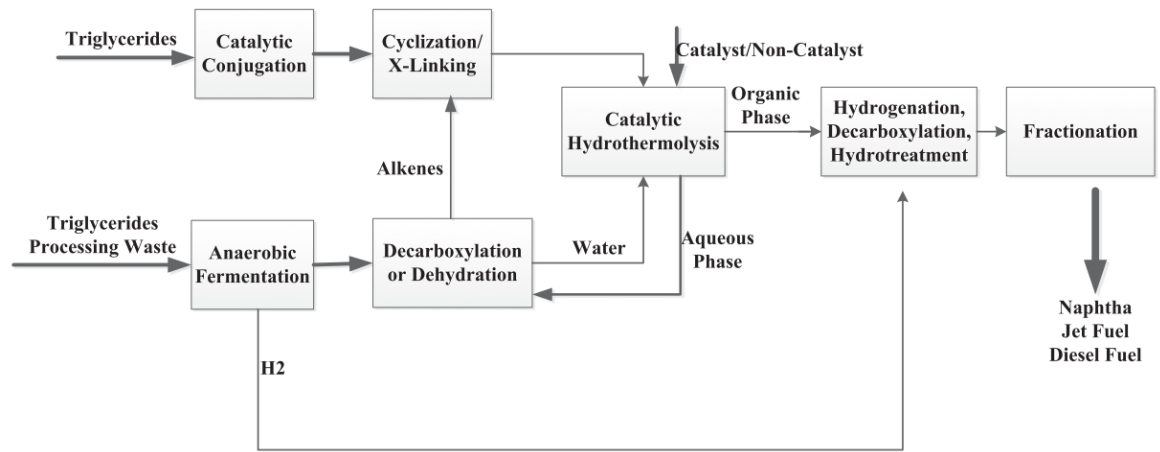 Triglycerides
Catalytic
Conjugation
Cyclization/
X-Linking
Catalyst/Non-Catalyst
Catalytic
Hydrothermolysis
Organic
Phase
Hydrogenation,
Decarboxylation,
Hydrotreatment
Fractionation
Alkenes
Triglycerides
Processing Waste
Anaerobic
Fermentation
Decarboxylation
or Dehydration
Water
Aqueous
Phase
Naphtha
Jet Fuel
Diesel Fuel
H2